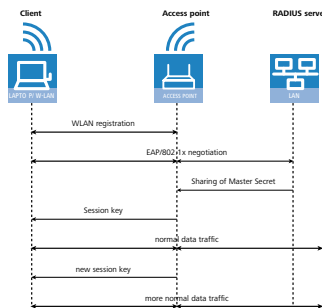 Client
Access point
RADIUS serve
LAPTO P/ W-LAN
ACCESS POINT
LAN
WLAN registration
EAP/802-1x negotiation
Sharing of Master Secret
Session key
normal data traffic
new session key
more normal data traffic